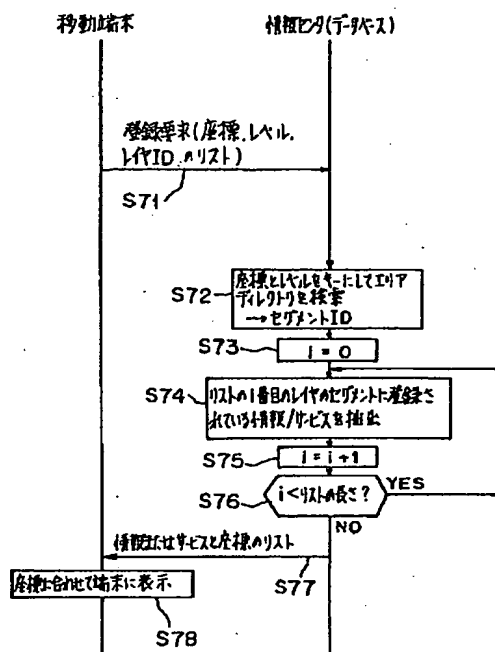 移動端末
情報センタ(データベース)
登録要求(座標、レベル、
レイヤID のリスト)
S71
S72
座標とレベルをキーにしてエリア
ディレクトリを検索
→セグメントID
S73
i = 0
S74
リストのi番目のレイヤのセグメントに登録さ
れている情報/サービスを抽出
S75
i = i + 1
S76
i < リストの長さ?
YES
NO
情報またはサービスと座標のリスト
S77
座標に合わせて端末に表示
S78